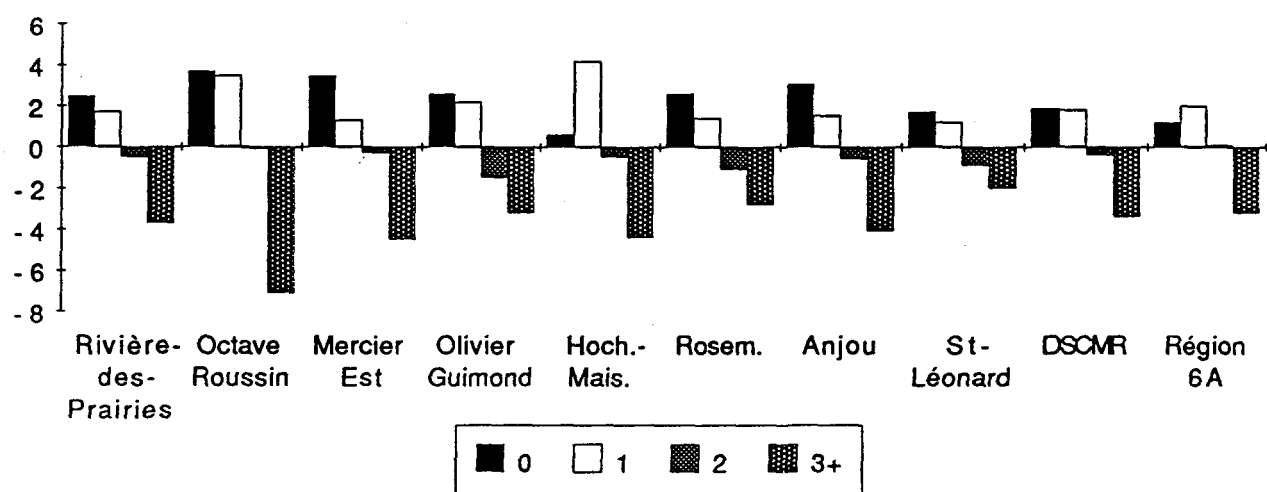 6
4
2
0
- 2
- 4
- 6
- 8
Rivière-des-Prairies
Octave Roussin
Mercier Est
Olivier Guimond
Hoch.-Mais.
Rosem.
Anjou
St-Léonard
DSCMR
Région 6A
0 1 2 3+